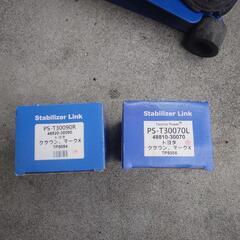 Stabilizer Link
PS-T30090R
48820-30090
トヨタ
クラウン、マークX
TP8084
Stabilizer Link
PS-T30070L
48810-30070
トヨタ
クラウン、マークX